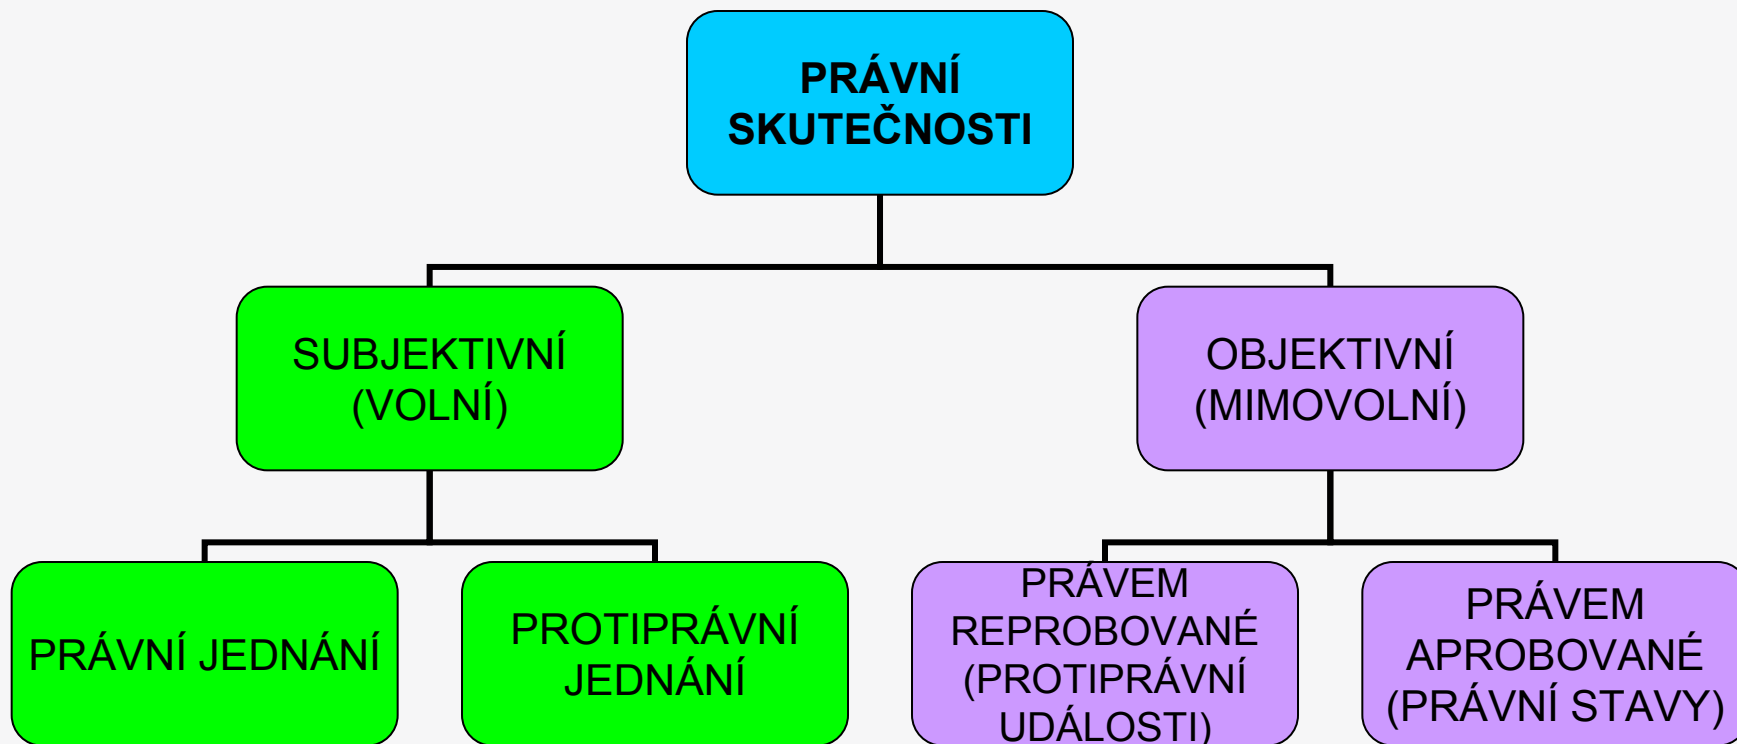 PRÁVNÍ
SKUTEČNOSTI
SUBJEKTIVNÍ
(VOLNÍ)
OBJEKTIVNÍ
(MIMOVOLNÍ)
PRÁVNÍ JEDNÁNÍ
PROTIPRÁVNÍ
JEDNÁNÍ
PRÁVEM
REPROBOVANÉ
(PROTIPRÁVNÍ
UDÁLOSTI)
PRÁVEM
APROBOVANÉ
(PRÁVNÍ STAVY)